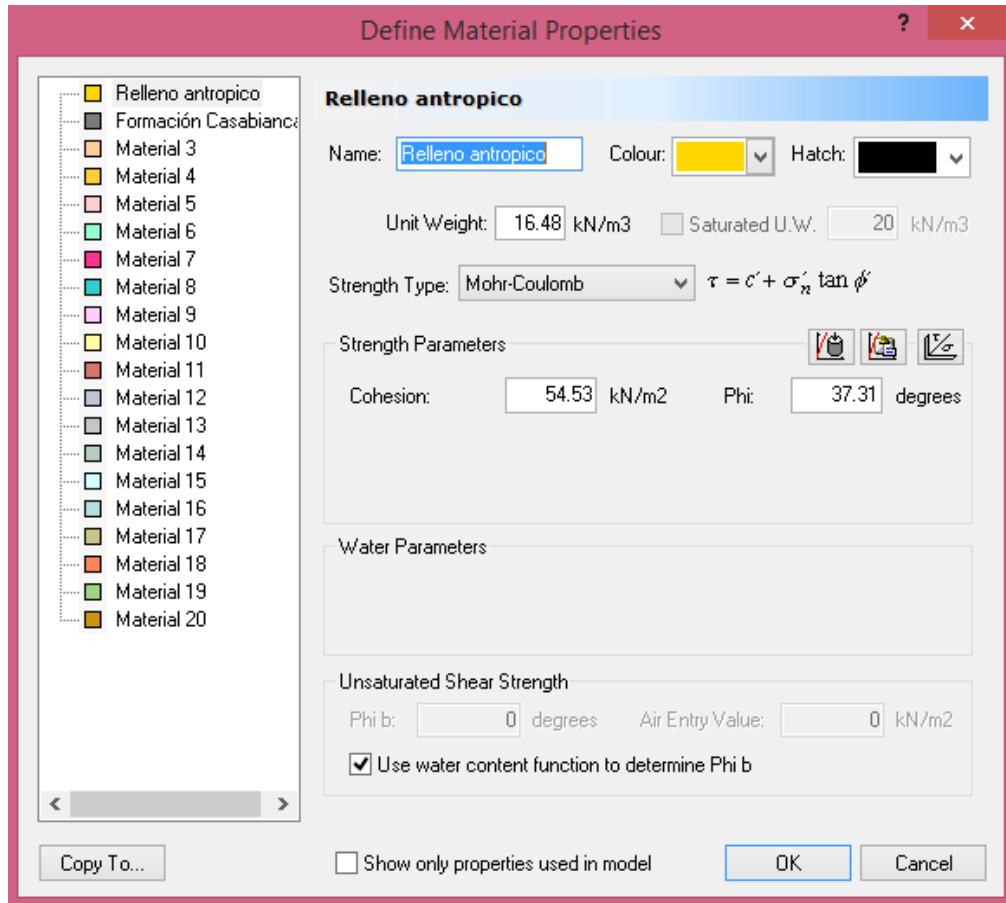 Define Material Properties
?
×
Relleno antropico
Formación Casabianca
Material 3
Material 4
Material 5
Material 6
Material 7
Material 8
Material 9
Material 10
Material 11
Material 12
Material 13
Material 14
Material 15
Material 16
Material 17
Material 18
Material 19
Material 20
Relleno antropico
Name: Relleno antropico Colour: Hatch:
Unit Weight: 16.48 kN/m3 Saturated U.W. 20 kN/m3
Strength Type: Mohr-Coulomb τ = c′ + σ′n tan ϕ′
Strength Parameters
Cohesion: 54.53 kN/m2 Phi: 37.31 degrees
Water Parameters
Unsaturated Shear Strength
Phi b: 0 degrees Air Entry Value: 0 kN/m2
Use water content function to determine Phi b
Copy To... Show only properties used in model OK Cancel